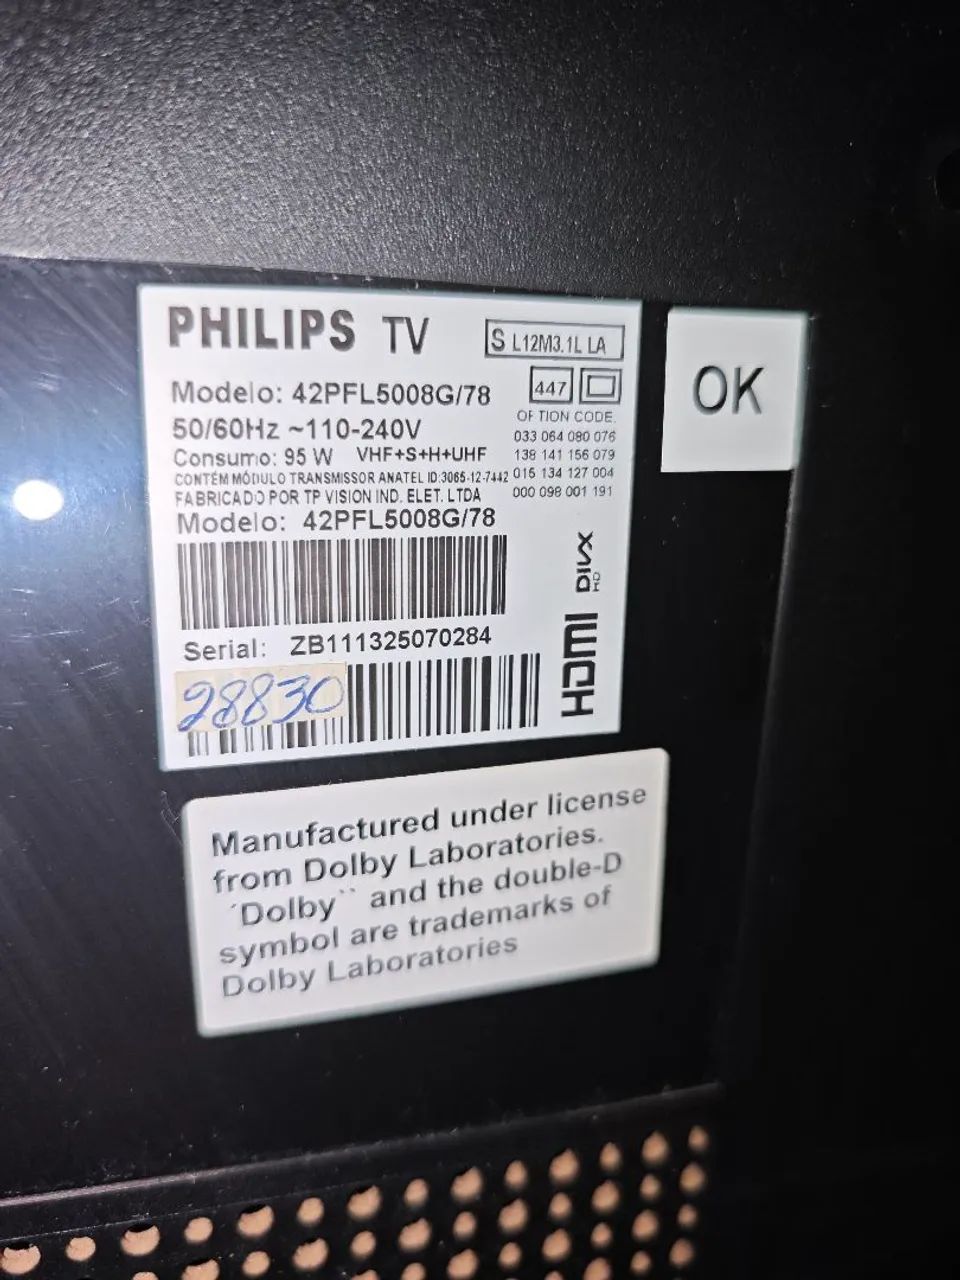 PHILIPS TV
S L12M3.1L LA
Modelo: 42PFL5008G/78
447
50/60Hz ~110-240V
Consumo: 95 W VHF+S+H+UHF
CONTÉM MÓDULO TRANSMISSOR ANATEL ID:3065-12-7442
FABRICADO POR TP VISION IND. ELET. LTDA
OPTION CODE.
033 064 080 076
138 141 156 079
015 134 127 004
000 098 001 191
Modelo: 42PFL5008G/78
Serial: ZB111325070284
28830
DIVX
HD
HDMI
OK
Manufactured under license
from Dolby Laboratories.
´Dolby`` and the double-D
symbol are trademarks of
Dolby Laboratories